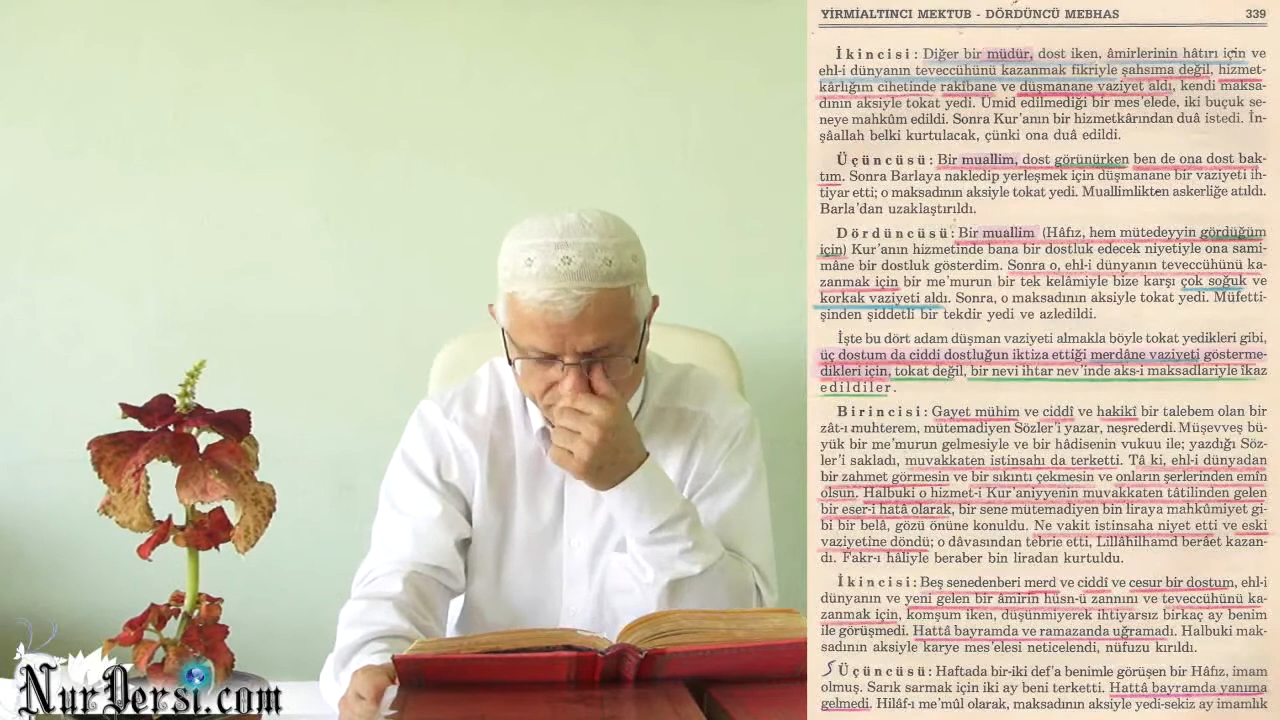 YİRMİALTINCI MEKTUB - DÖRDÜNCÜ MEBHAS 339
İkincisi: Diğer bir müdür, dost iken, âmirlerinin hâtırı için ve
ehl-i dünyanın teveccühünü kazanmak fikriyle şahsıma değil, hizmet-
kârlığım cihetinde rakîbane ve düşmanane vaziyet aldı, kendi maksa-
dının aksiyle tokat yedi. Ümid edilmediği bir mes'elede, iki buçuk se-
neye mahkûm edildi. Sonra Kur'anın bir hizmetkârından duâ istedi. İn-
şâallah belki kurtulacak, çünki ona duâ edildi.
Üçüncüsü: Bir muallim, dost görünürken ben de ona dost bak-
tım. Sonra Barlaya nakledip yerleşmek için düşmanane bir vaziyeti ih-
tiyar etti; o maksadının aksiyle tokat yedi. Muallimlikten askerliğe atıldı.
Barla'dan uzaklaştırıldı.
Dördüncüsü: Bir muallim (Hâfız, hem mütedeyyin gördüğüm
için) Kur'anın hizmetinde bana bir dostluk edecek niyetiyle ona sami-
mâne bir dostluk gösterdim. Sonra o, ehl-i dünyanın teveccühünü ka-
zanmak için bir me'murun bir tek kelâmiyle bize karşı çok soğuk ve
korkak vaziyeti aldı. Sonra, o maksadının aksiyle tokat yedi. Müfetti-
şinden şiddetli bir tekdir yedi ve azledildi.
İşte bu dört adam düşman vaziyeti almakla böyle tokat yedikleri gibi,
üç dostum da ciddi dostluğun iktiza ettiği merdâne vaziyeti gösterme-
dikleri için, tokat değil, bir nevi ihtar nev'inde aks-i maksadlariyle îkaz
edildiler.
Birincisi: Gayet mühim ve ciddî ve hakikî bir talebem olan bir
zât-ı muhterem, mütemadiyen Sözler'i yazar, neşrederdi. Müşevveş bü-
yük bir me'murun gelmesiyle ve bir hâdisenin vukuu ile; yazdığı Söz-
ler'i sakladı, muvakkaten istinsahı da terketti. Tâ ki, ehl-i dünyadan
bir zahmet görmesin ve bir sıkıntı çekmesin ve onların şerlerinden emin
olsun. Halbuki o hizmet-i Kur'aniyyenin muvakkaten tâtilinden gelen
bir eser-i hatâ olarak, bir sene mütemadiyen bin liraya mahkûmiyet gi-
bi bir belâ, gözü önüne konuldu. Ne vakit istinsaha niyet etti ve eski
vaziyetine döndü; o dâvasından tebrie etti, Lillâhilhamd berâet kazan-
dı. Fakr-ı hâliyle beraber bin liradan kurtuldu.
İkincisi: Beş senedenberi merd ve ciddî ve cesur bir dostum, ehl-i
dünyanın ve yeni gelen bir âmirin hüsn-ü zannını ve teveccühünü ka-
zanmak için, komşum iken, düşünmiyerek ihtiyarsız birkaç ay benim
ile görüşmedi. Hattâ bayramda ve ramazanda uğramadı. Halbuki mak-
sadının aksiyle karye mes'elesi neticelendi, nüfuzu kırıldı.
Üçüncüsü: Haftada bir-iki def'a benimle görüşen bir Hâfız, imam
olmuş. Sarık sarmak için iki ay beni terketti. Hattâ bayramda yanıma
gelmedi. Hilâf-ı me'mûl olarak, maksadının aksiyle yedi-sekiz ay imamlık
NurDersi.com